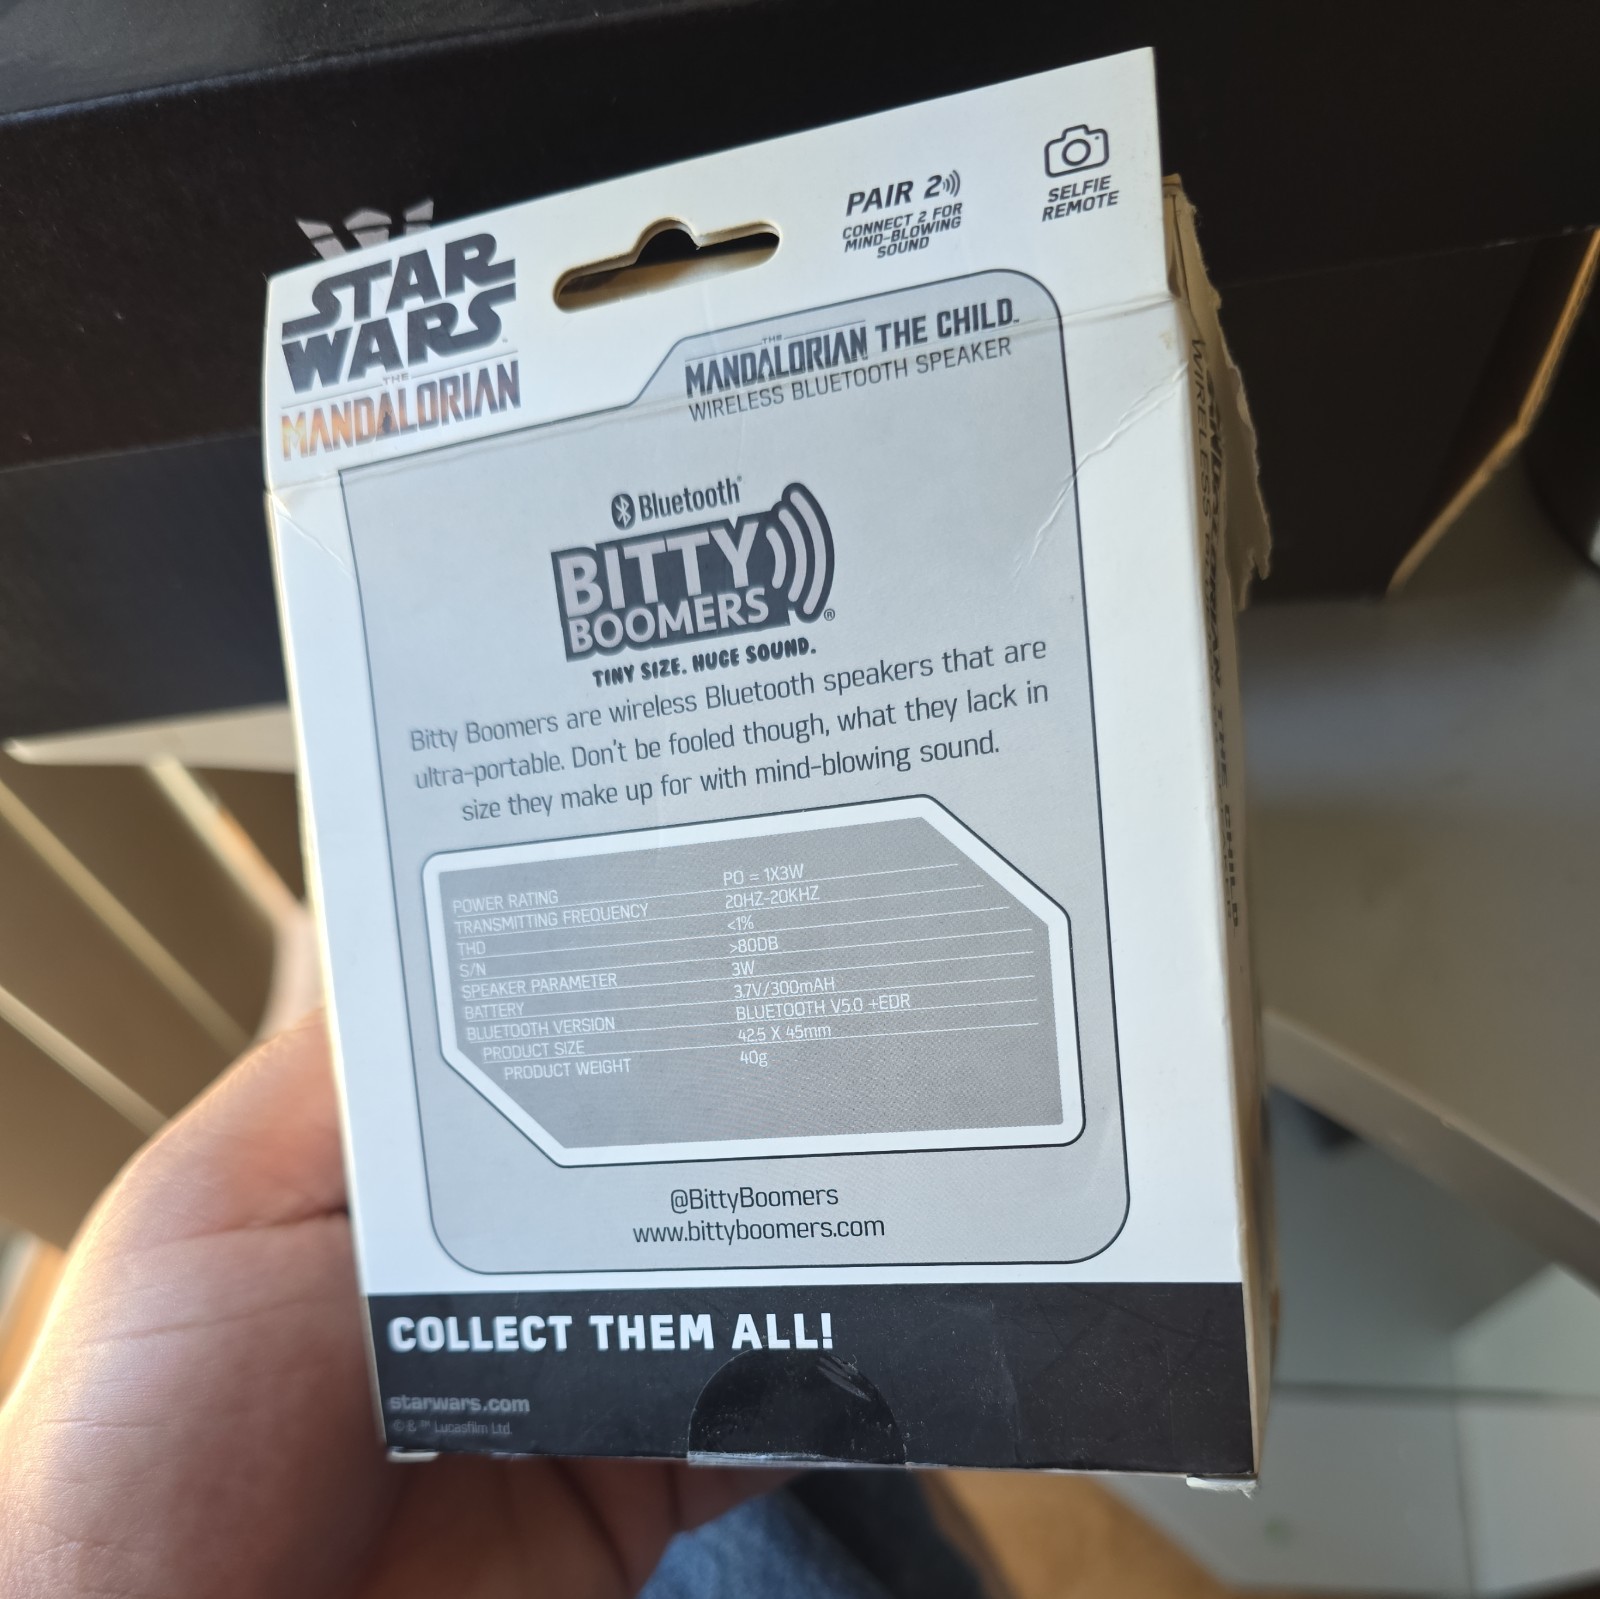 STAR
WARS
THE
MANDALORIAN
PAIR 2
CONNECT 2 FOR
MIND-BLOWING
SOUND
SELFIE
REMOTE
THE
MANDALORIAN THE CHILD™
WIRELESS BLUETOOTH SPEAKER
Bluetooth®
BITTY
BOOMERS®
TINY SIZE. HUGE SOUND.
Bitty Boomers are wireless Bluetooth speakers that are
ultra-portable. Don't be fooled though, what they lack in
size they make up for with mind-blowing sound.
POWER RATING PO = 1X3W
TRANSMITTING FREQUENCY 20HZ-20KHZ
THD <1%
S/N >80DB
SPEAKER PARAMETER 3W
BATTERY 3.7V/300mAH
BLUETOOTH VERSION BLUETOOTH V5.0 +EDR
PRODUCT SIZE 42.5 X 45mm
PRODUCT WEIGHT 40g
@BittyBoomers
www.bittyboomers.com
COLLECT THEM ALL!
starwars.com
© & ™ Lucasfilm Ltd.
MANDALORIAN THE CHILD
WIRELESS